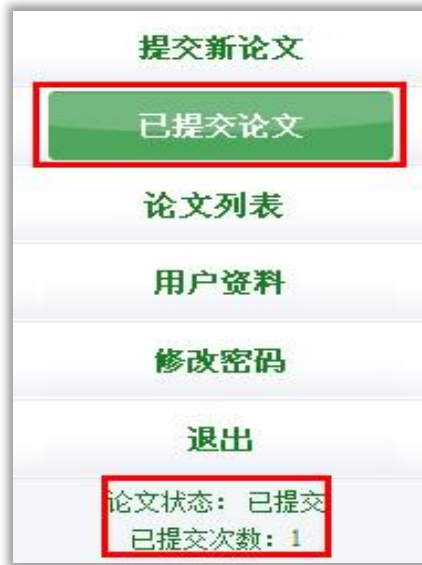 提交新论文
已提交论文
论文列表
用户资料
修改密码
退出
论文状态： 已提交
已提交次数：1